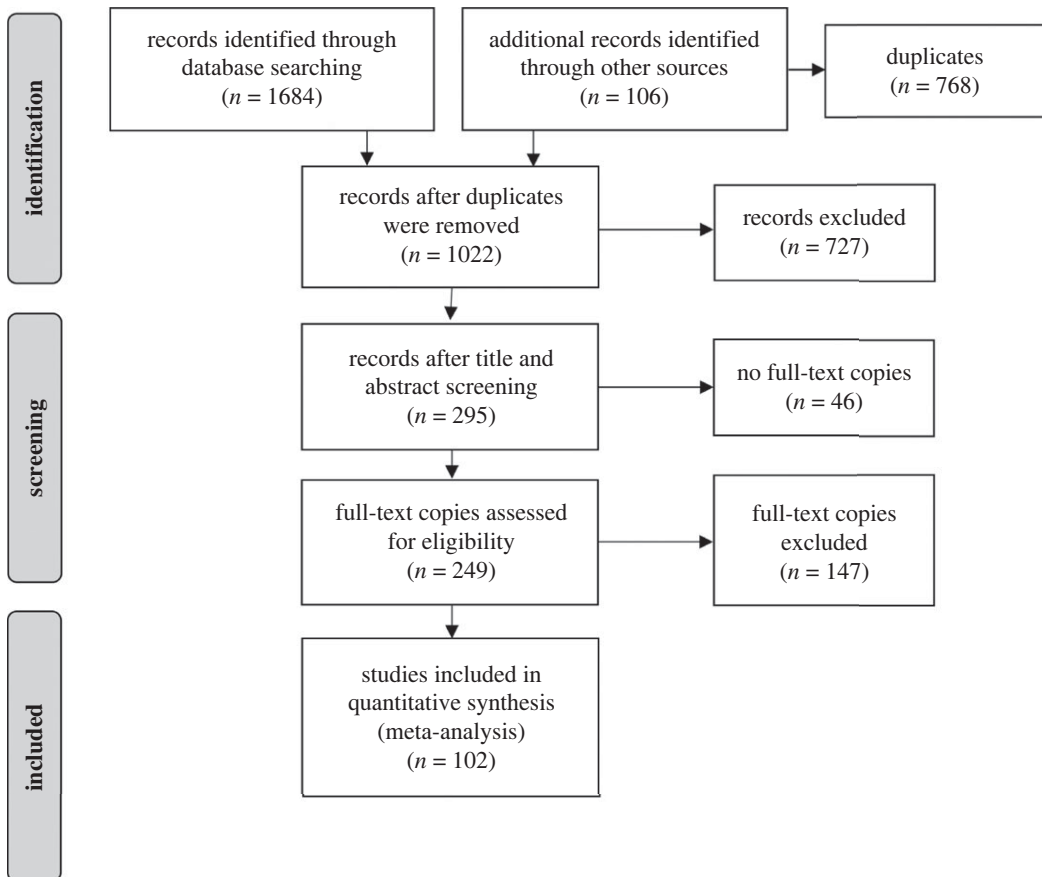 identification
records identified through
database searching
(n = 1684)
additional records identified
through other sources
(n = 106)
duplicates
(n = 768)
records after duplicates
were removed
(n = 1022)
records excluded
(n = 727)
screening
records after title and
abstract screening
(n = 295)
no full-text copies
(n = 46)
full-text copies assessed
for eligibility
(n = 249)
full-text copies
excluded
(n = 147)
included
studies included in
quantitative synthesis
(meta-analysis)
(n = 102)